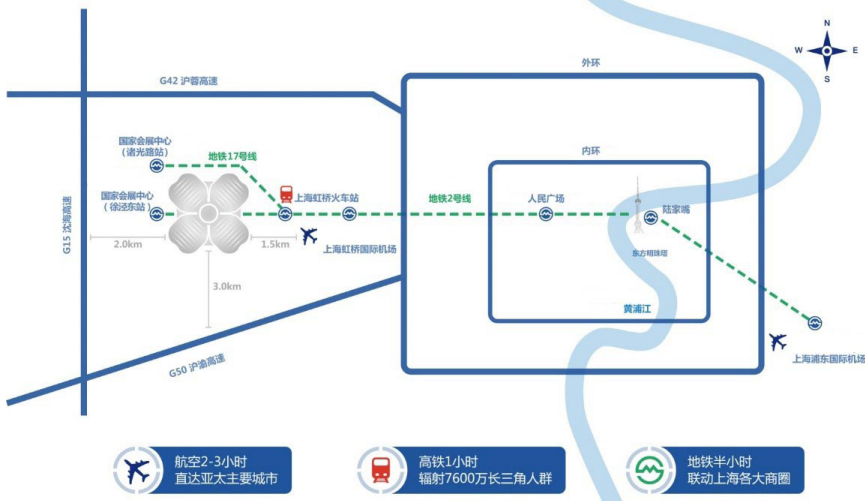 N
W
E
S
外环
G42 沪蓉高速
国家会展中心
（诸光路站）
地铁17号线
内环
国家会展中心
（徐泾东站）
上海虹桥火车站
地铁2号线
人民广场
陆家嘴
G15 沈海高速
2.0km
1.5km
上海虹桥国际机场
东方明珠塔
3.0km
黄浦江
G50 沪渝高速
上海浦东国际机场
航空2-3小时
直达亚太主要城市
高铁1小时
辐射7600万长三角人群
地铁半小时
联动上海各大商圈